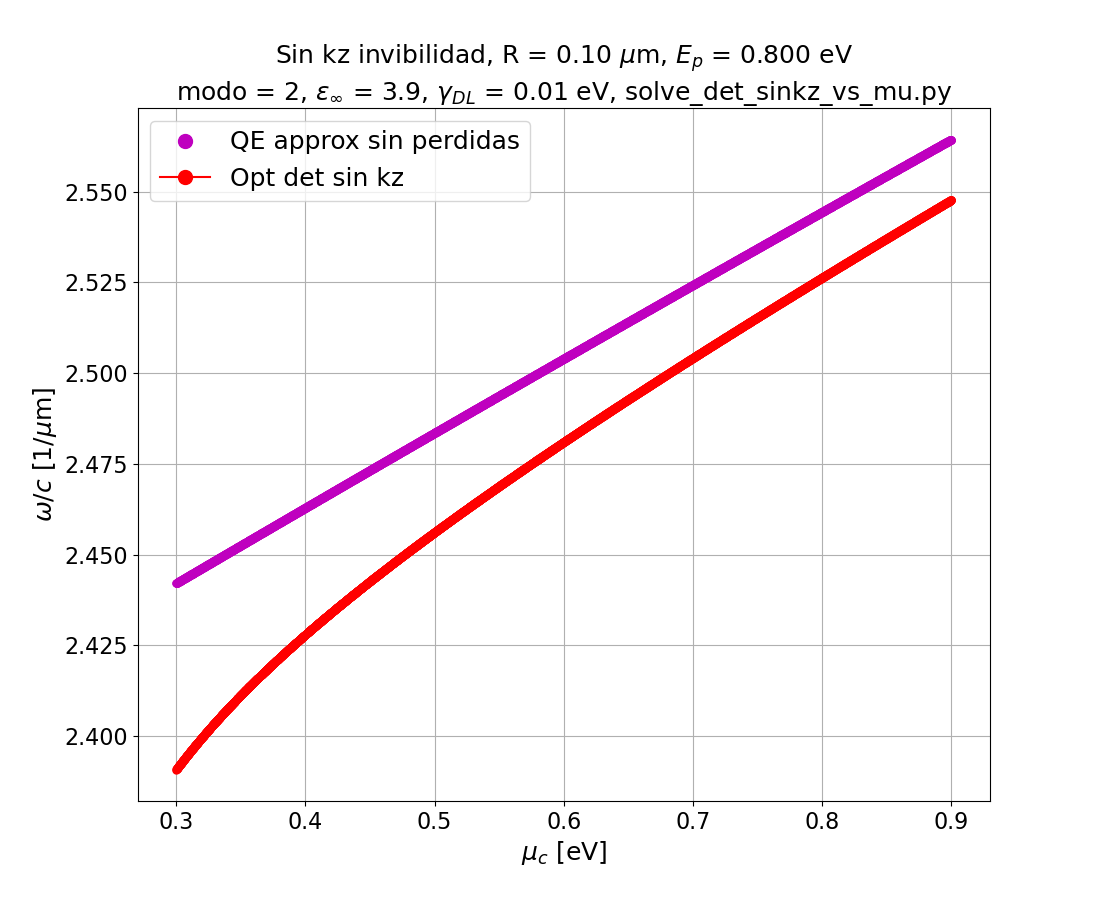 Sin kz invibilidad, R = 0.10 μm, E_p = 0.800 eV
modo = 2, ε_∞ = 3.9, γ_DL = 0.01 eV, solve_det_sinkz_vs_mu.py
QE approx sin perdidas
Opt det sin kz
2.550
2.525
2.500
2.475
2.450
2.425
2.400
ω/c [1/μm]
0.3 0.4 0.5 0.6 0.7 0.8 0.9
μ_c [eV]